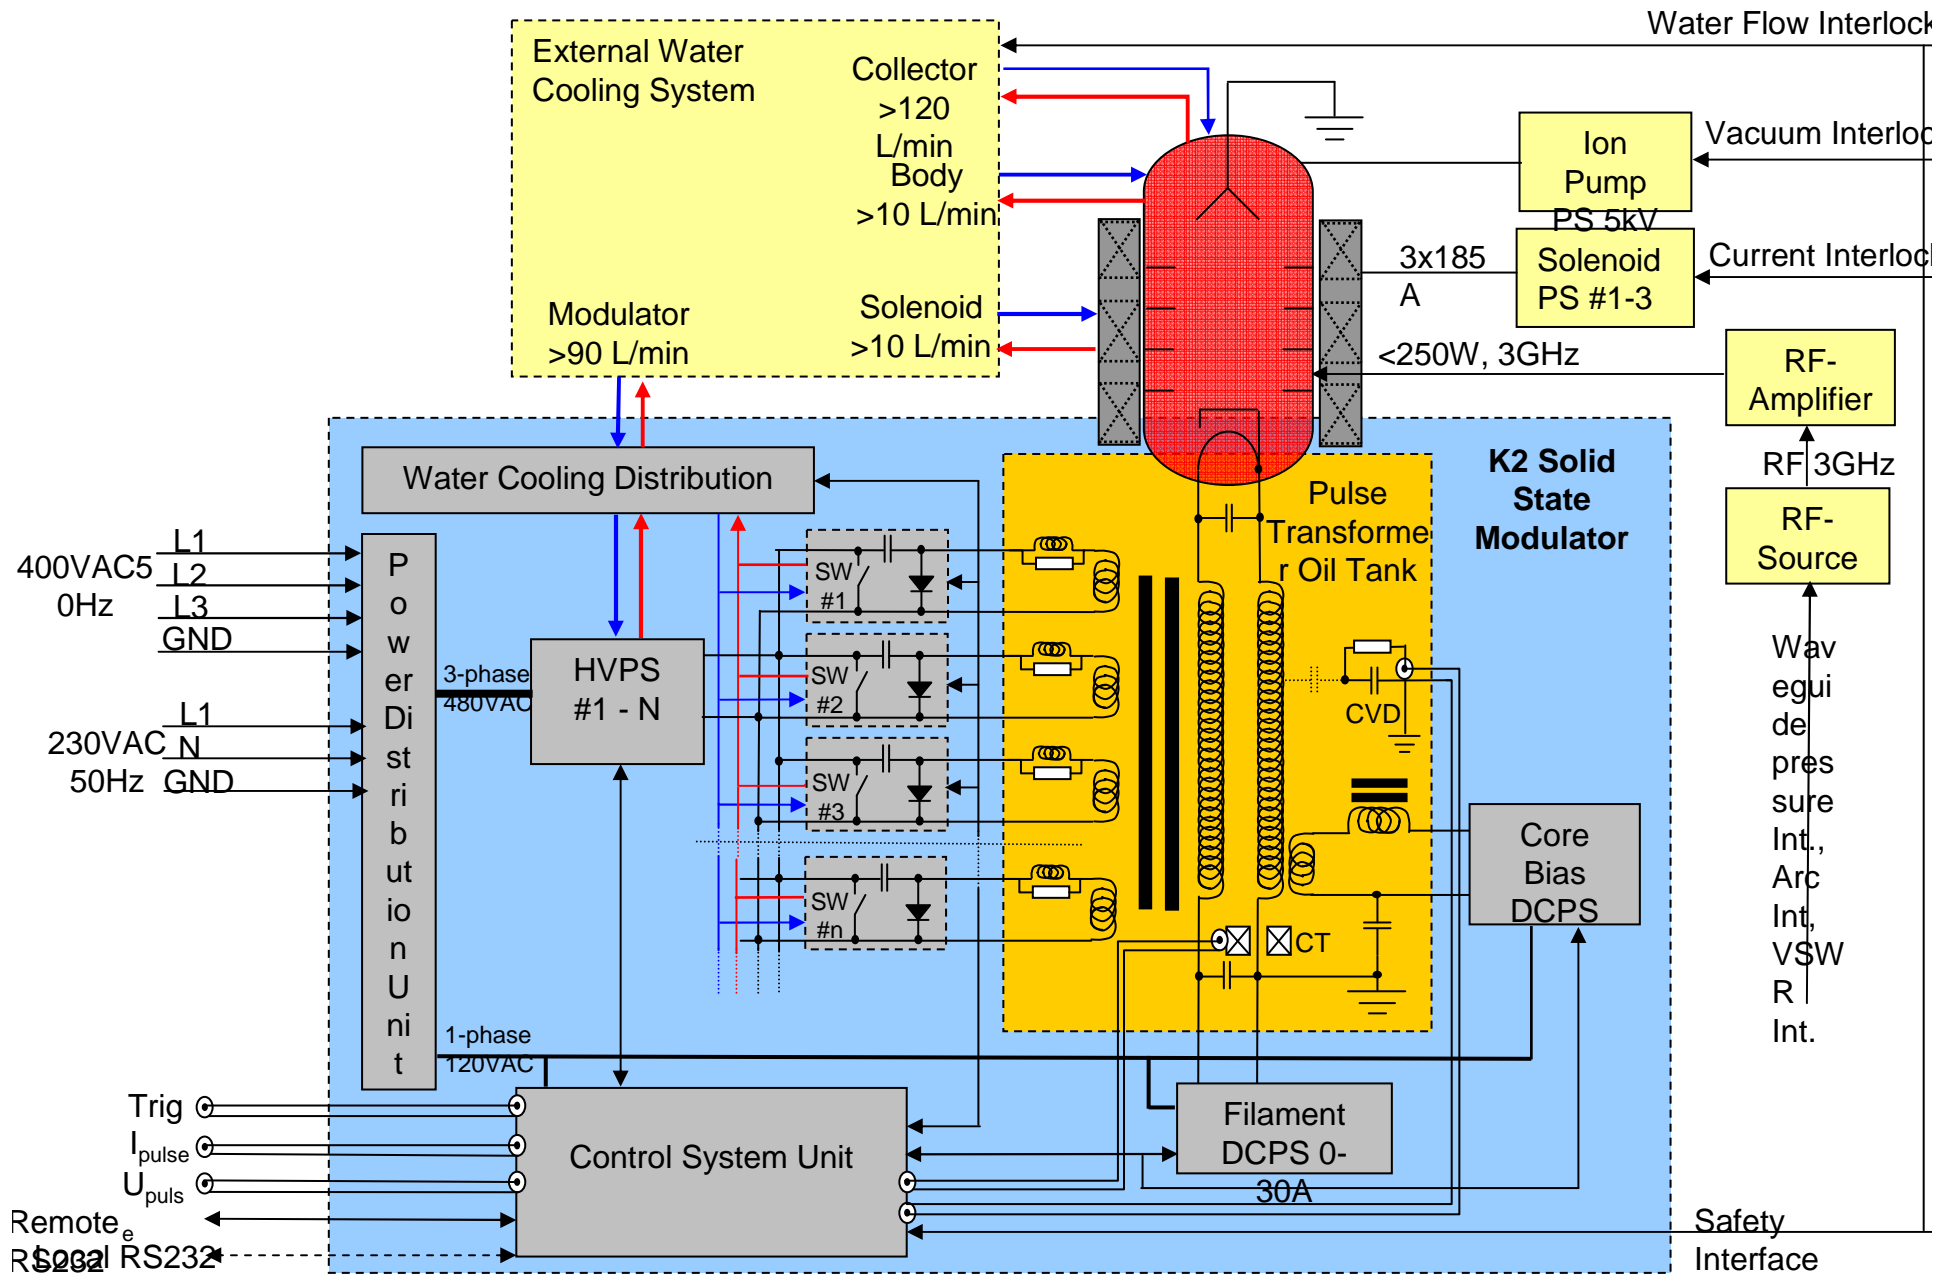 Water Flow Interlock
External Water
Cooling System
Collector
>120
L/min
Body
>10 L/min
Solenoid
>10 L/min
Modulator
>90 L/min
Ion
Pump
PS 5kV
Vacuum Interloc
3x185
A
Solenoid
PS #1-3
Current Interlock
<250W, 3GHz
RF-
Amplifier
RF 3GHz
RF-
Source
Wav
egui
de
pres
sure
Int.,
Arc
Int,
VSW
R
Int.
K2 Solid
State
Modulator
Water Cooling Distribution
Pulse
Transforme
r Oil Tank
400VAC5
0Hz
L1
L2
L3
GND
230VAC
50Hz
L1
N
GND
P
o
w
er
Di
st
ri
b
ut
io
n
U
ni
t
3-phase
480VAC
HVPS
#1 - N
SW
#1
SW
#2
SW
#3
SW
#n
CVD
CT
Core
Bias
DCPS
1-phase
120VAC
Control System Unit
Filament
DCPS 0-
30A
Trig
Ipulse
Upuls
e
Remote
RS232
Local RS232
Safety
Interface